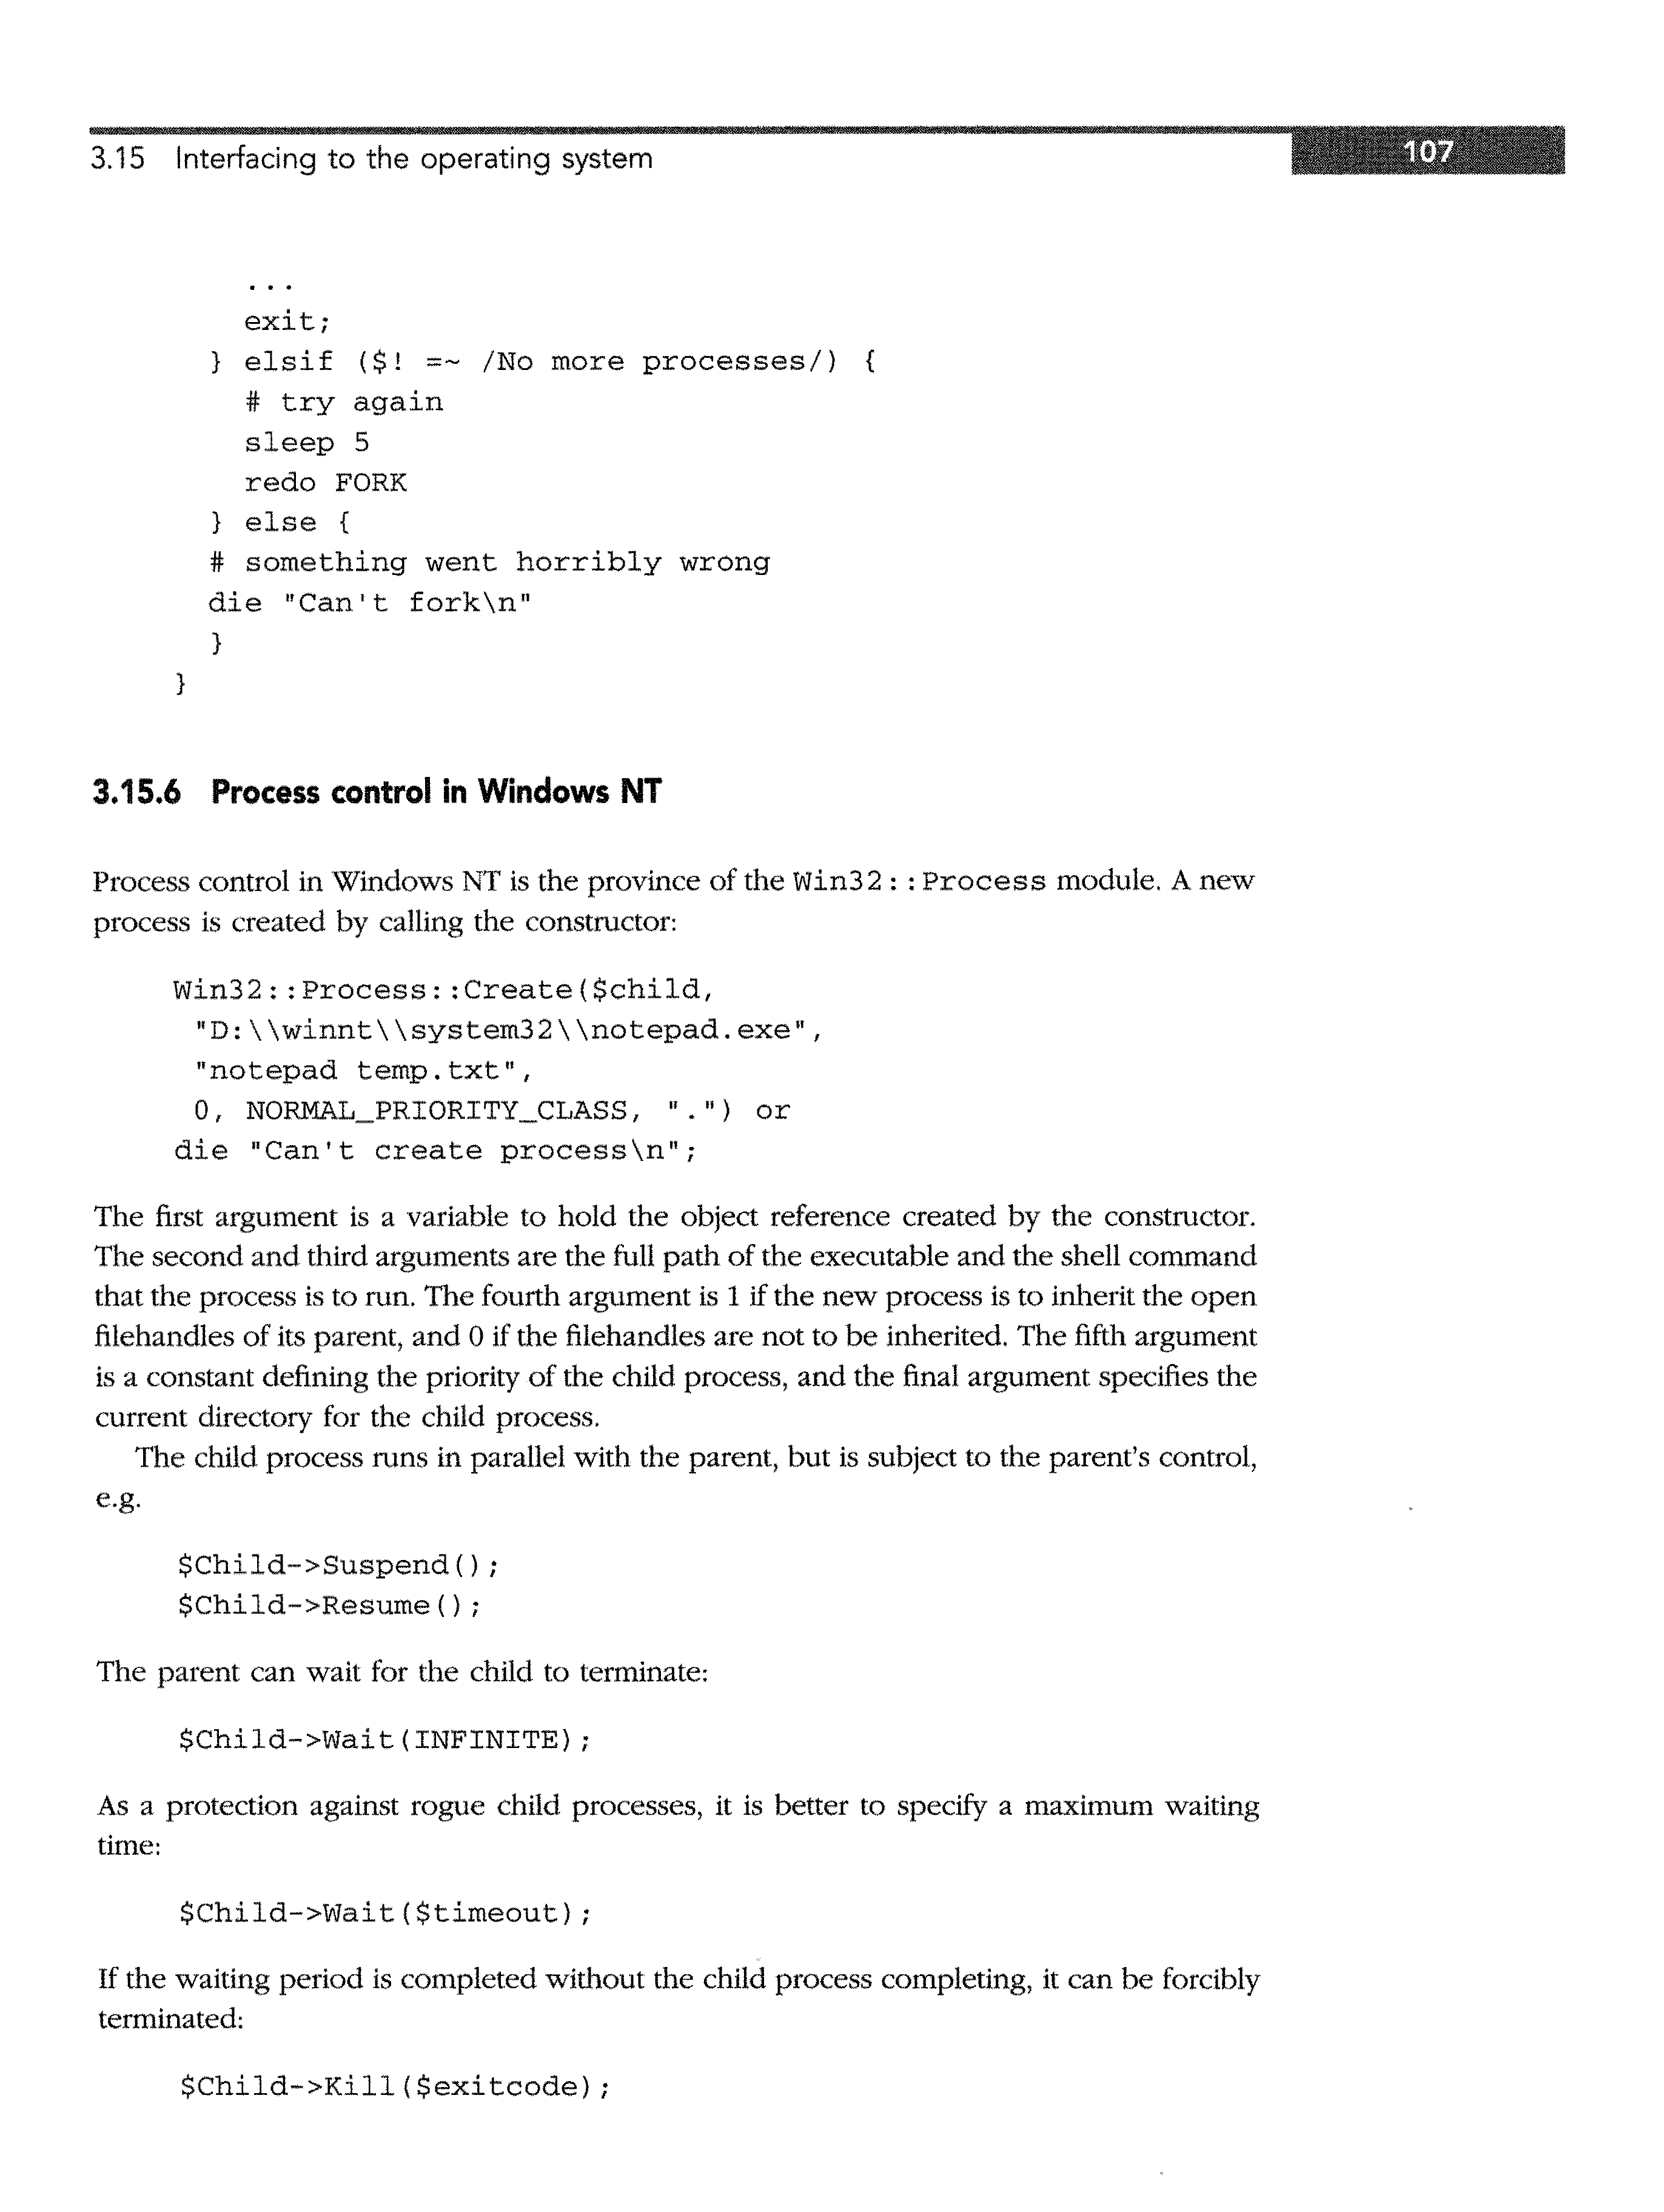 3.15 Interfacing to the operating system 107
...
exit;
} elsif ($! =~ /No more processes/) {
# try again
sleep 5
redo FORK
} else {
# something went horribly wrong
die "Can't fork\n"
}
}
3.15.6 Process control in Windows NT
Process control in Windows NT is the province of the Win32::Process module. A new
process is created by calling the constructor:
Win32::Process::Create($child,
"D:\\winnt\\system32\\notepad.exe",
"notepad temp.txt",
0, NORMAL_PRIORITY_CLASS, ".") or
die "Can't create process\n";
The first argument is a variable to hold the object reference created by the constructor.
The second and third arguments are the full path of the executable and the shell command
that the process is to run. The fourth argument is 1 if the new process is to inherit the open
filehandles of its parent, and 0 if the filehandles are not to be inherited. The fifth argument
is a constant defining the priority of the child process, and the final argument specifies the
current directory for the child process.
The child process runs in parallel with the parent, but is subject to the parent's control,
e.g.
$Child->Suspend();
$Child->Resume();
The parent can wait for the child to terminate:
$Child->Wait(INFINITE);
As a protection against rogue child processes, it is better to specify a maximum waiting
time:
$Child->Wait($timeout);
If the waiting period is completed without the child process completing, it can be forcibly
terminated:
$Child->Kill($exitcode);